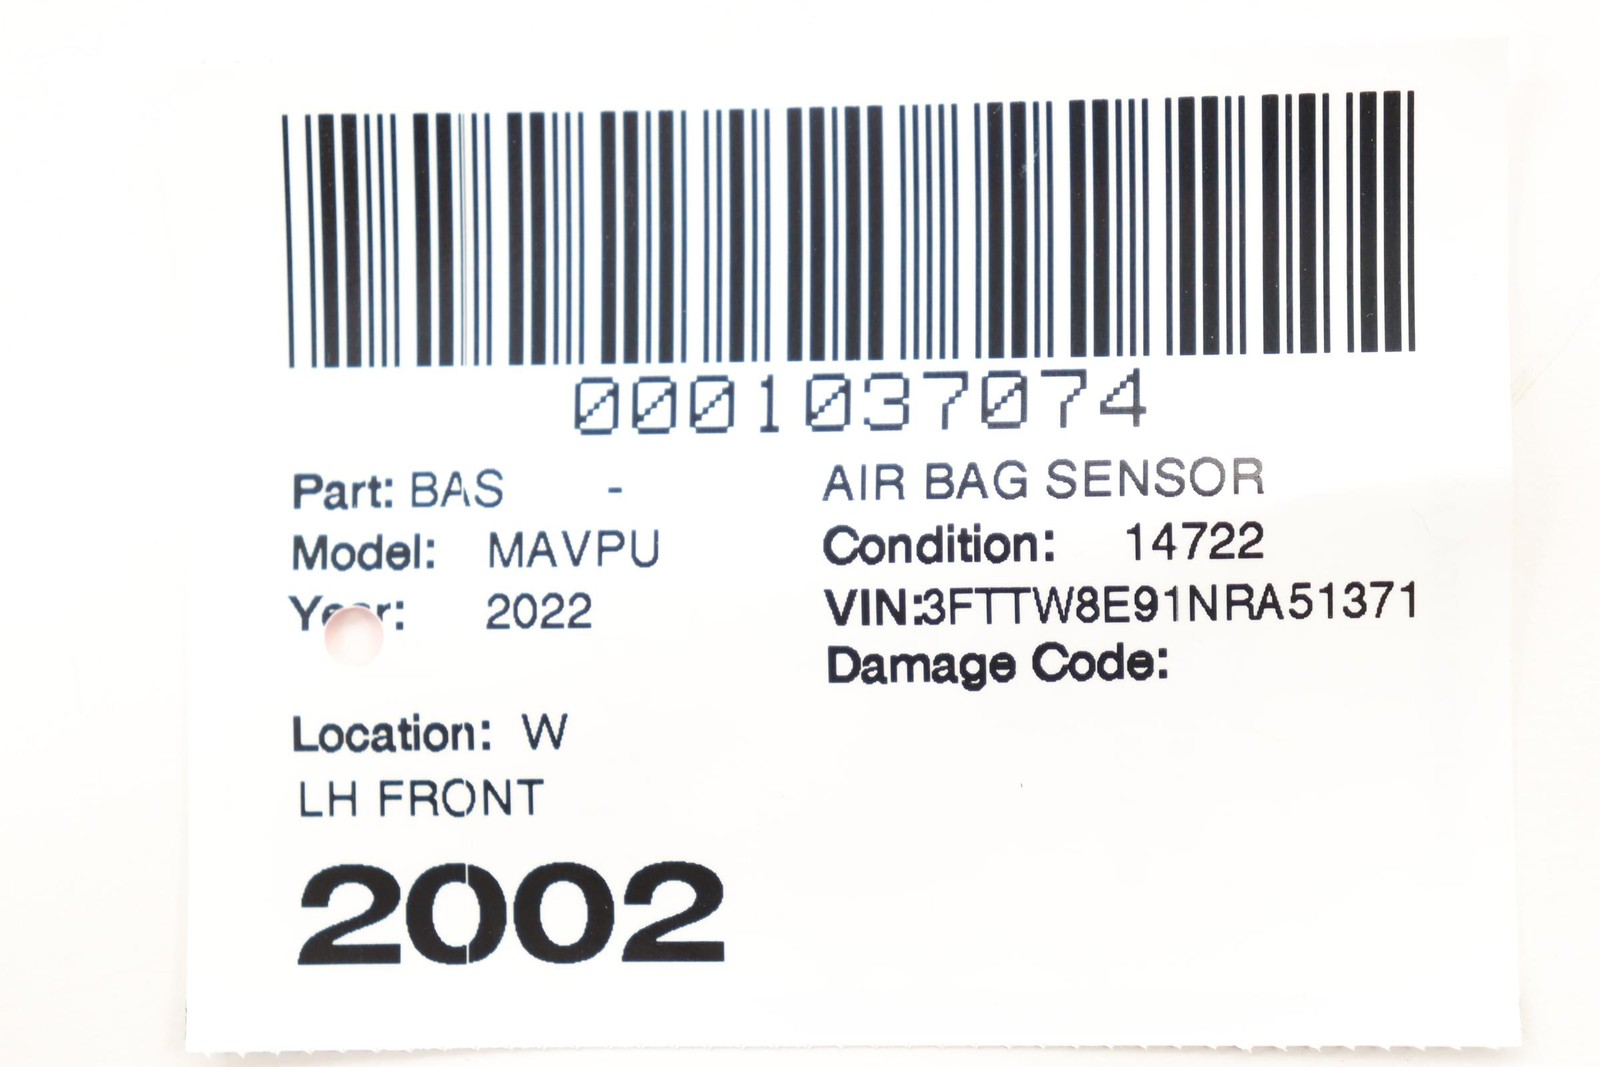 0001037074
Part: BAS - AIR BAG SENSOR
Model: MAVPU Condition: 14722
Year: 2022 VIN:3FTTW8E91NRA51371
Damage Code:
Location: W
LH FRONT
2002